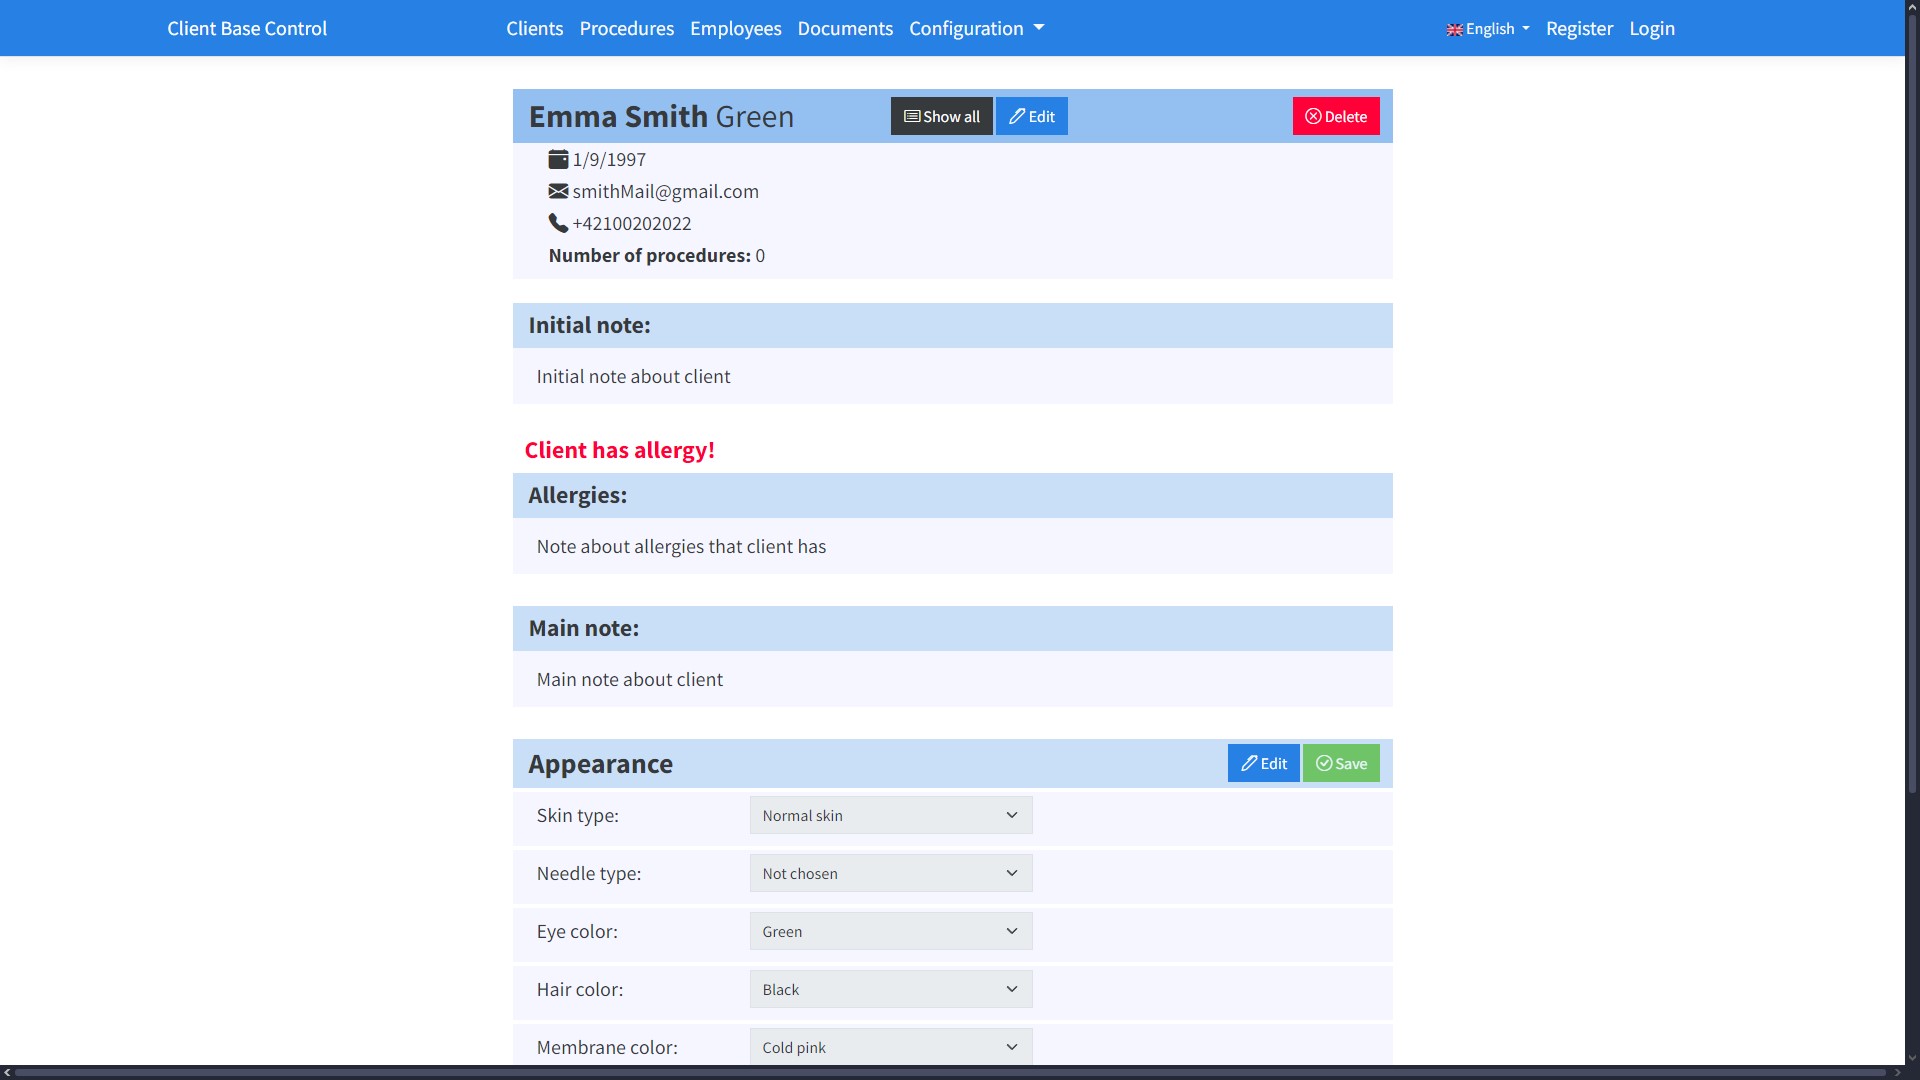 Client Base Control Clients Procedures Employees Documents Configuration English Register Login
Emma Smith Green Show all Edit Delete
1/9/1997
smithMail@gmail.com
+42100202022
Number of procedures: 0
Initial note:
Initial note about client
Client has allergy!
Allergies:
Note about allergies that client has
Main note:
Main note about client
Appearance Edit Save
Skin type: Normal skin
Needle type: Not chosen
Eye color: Green
Hair color: Black
Membrane color: Cold pink